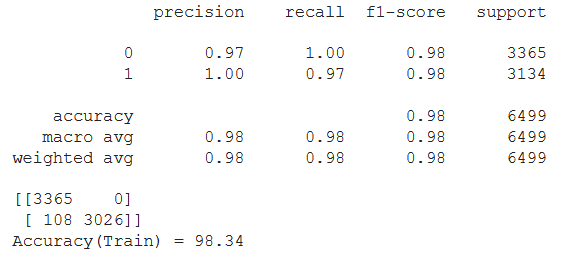 precision recall f1-score support
0 0.97 1.00 0.98 3365
1 1.00 0.97 0.98 3134
accuracy 0.98 6499
macro avg 0.98 0.98 0.98 6499
weighted avg 0.98 0.98 0.98 6499
[[3365 0]
[ 108 3026]]
Accuracy(Train) = 98.34